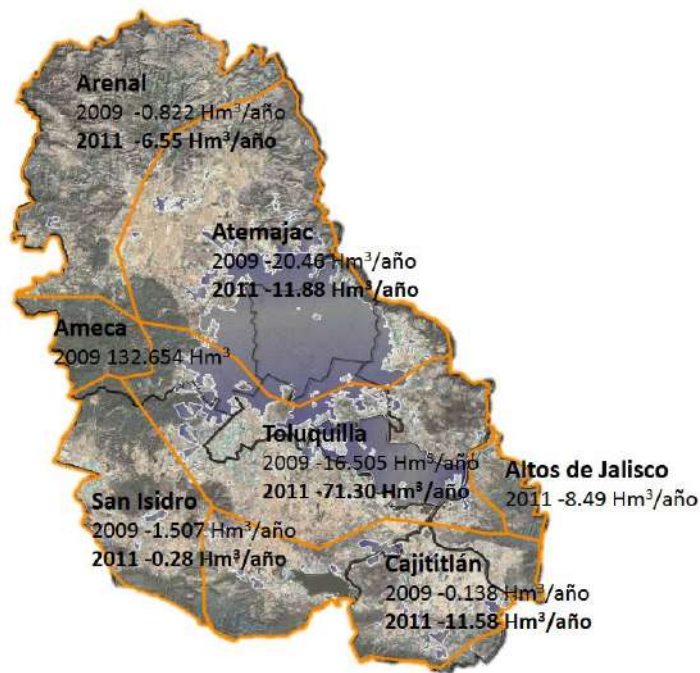 Arenal
2009 -0.822 Hm³/año
2011 -6.55 Hm³/año
Atemajac
2009 -20.46 Hm³/año
2011 -11.88 Hm³/año
Ameca
2009 132.654 Hm³
Toluquilla
2009 -16.505 Hm³/año
2011 -71.30 Hm³/año
Altos de Jalisco
2011 -8.49 Hm³/año
San Isidro
2009 -1.507 Hm³/año
2011 -0.28 Hm³/año
Cajititlán
2009 -0.138 Hm³/año
2011 -11.58 Hm³/año